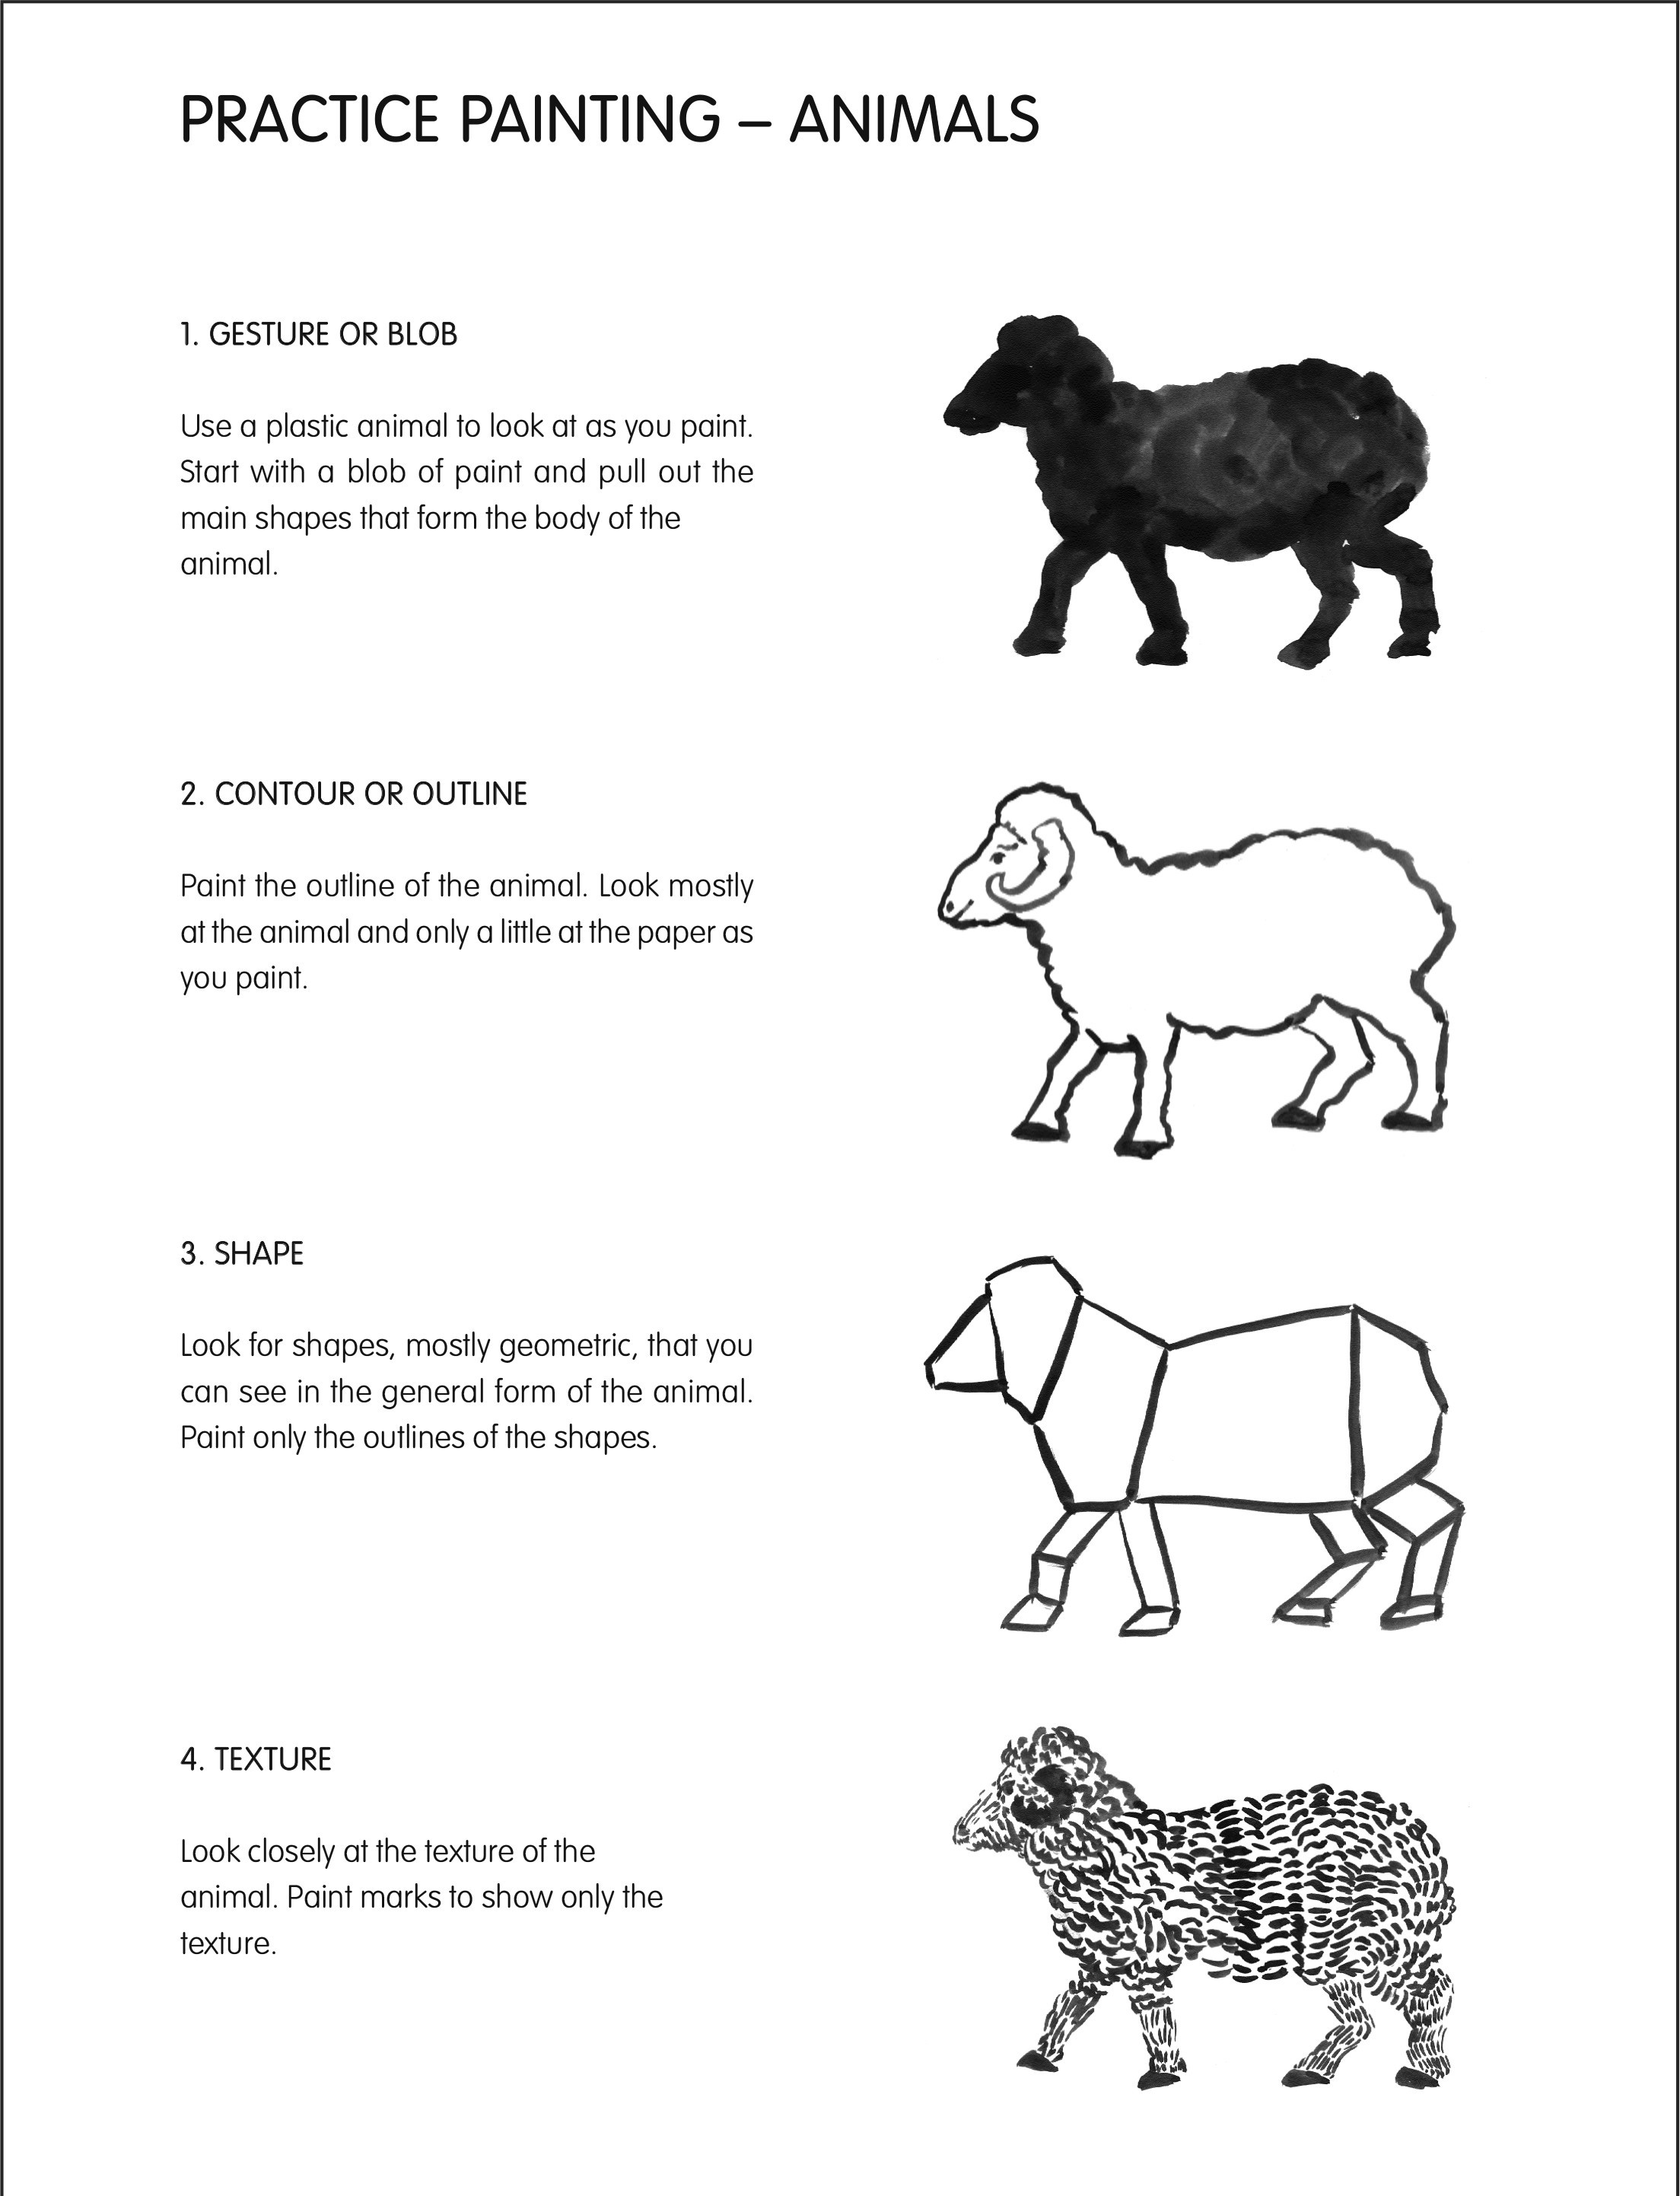 PRACTICE PAINTING – ANIMALS
1. GESTURE OR BLOB
Use a plastic animal to look at as you paint.
Start with a blob of paint and pull out the
main shapes that form the body of the
animal.
2. CONTOUR OR OUTLINE
Paint the outline of the animal. Look mostly
at the animal and only a little at the paper as
you paint.
3. SHAPE
Look for shapes, mostly geometric, that you
can see in the general form of the animal.
Paint only the outlines of the shapes.
4. TEXTURE
Look closely at the texture of the
animal. Paint marks to show only the
texture.